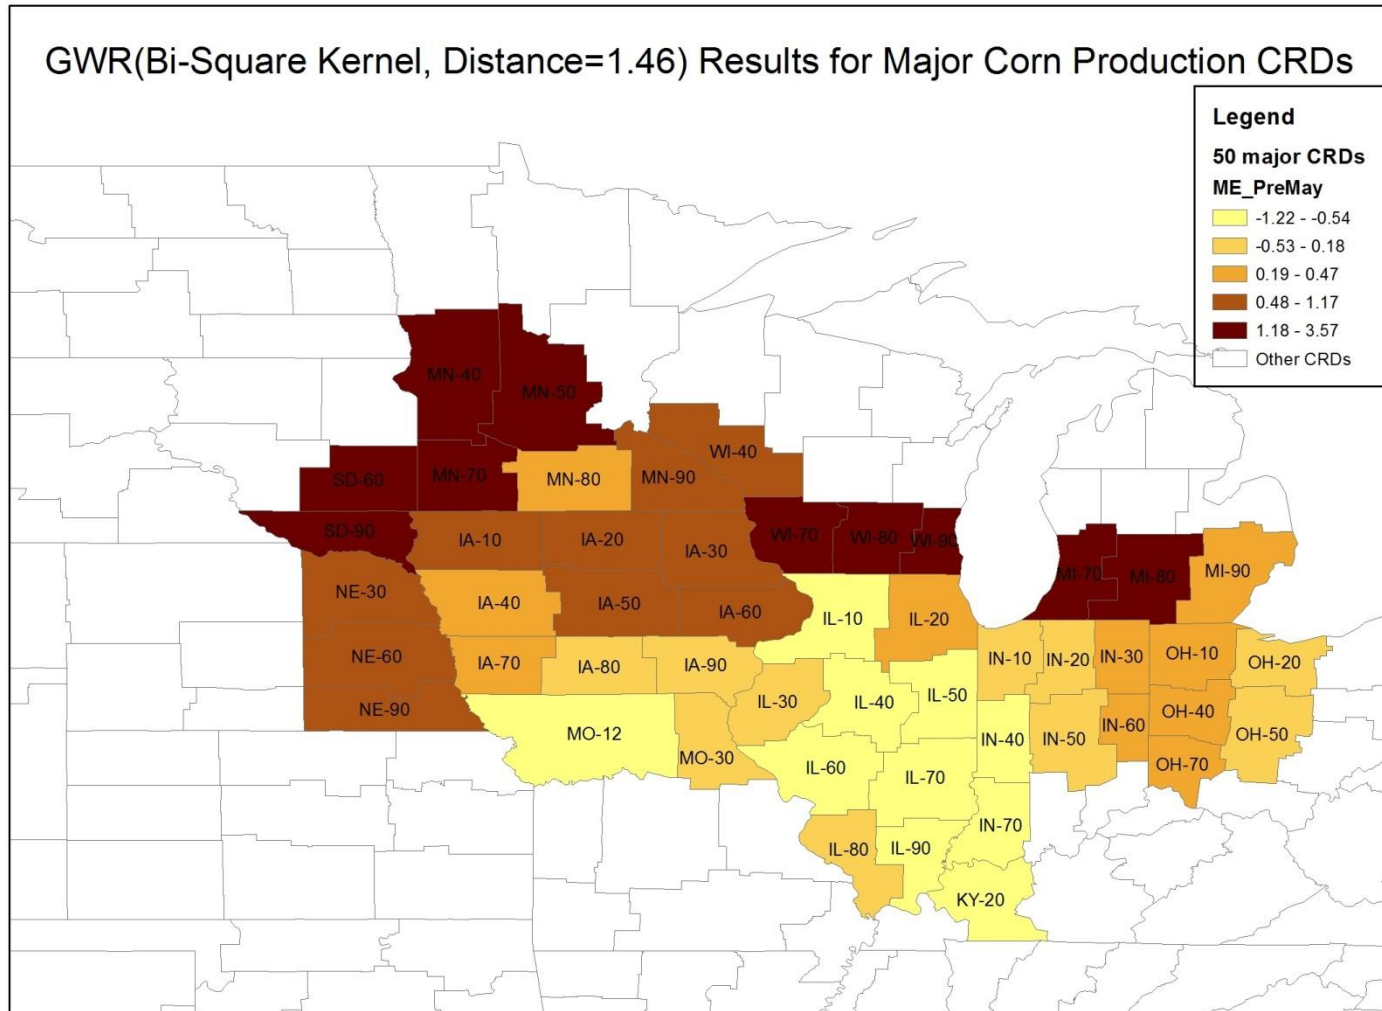 GWR(Bi-Square Kernel, Distance=1.46) Results for Major Corn Production CRDs
Legend
50 major CRDs
ME_PreMay
-1.22 - -0.54
-0.53 - 0.18
0.19 - 0.47
0.48 - 1.17
1.18 - 3.57
Other CRDs
MN-40
MN-50
WI-40
SD-60
MN-70
MN-80
MN-90
SD-90
IA-10
IA-20
IA-30
WI-70
WI-80
WI-90
MI-70
MI-80
MI-90
NE-30
IA-40
IA-50
IA-60
IL-10
IL-20
NE-60
IA-70
IA-80
IA-90
IN-10
IN-20
IN-30
OH-10
OH-20
NE-90
MO-12
MO-30
IL-30
IL-40
IL-50
IN-40
IN-50
IN-60
OH-40
OH-50
OH-70
IL-60
IL-70
IN-70
IL-80
IL-90
KY-20